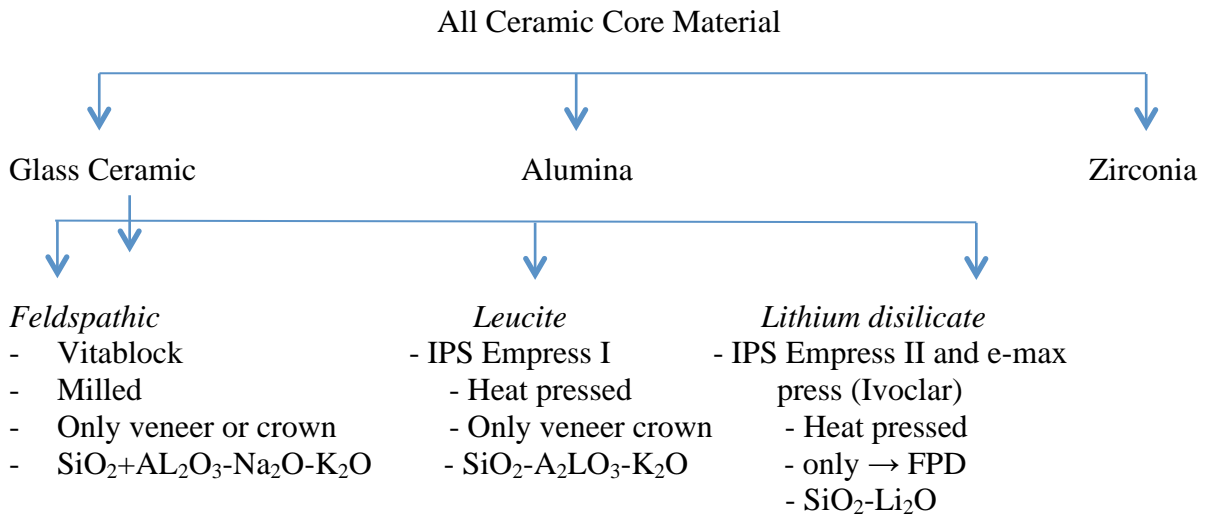 All Ceramic Core Material
Glass Ceramic Alumina Zirconia
Feldspathic
- Vitablock
- Milled
- Only veneer or crown
- SiO₂+AL₂O₃-Na₂O-K₂O
Leucite
- IPS Empress I
- Heat pressed
- Only veneer crown
- SiO₂-A₂LO₃-K₂O
Lithium disilicate
- IPS Empress II and e-max
press (Ivoclar)
- Heat pressed
- only → FPD
- SiO₂-Li₂O